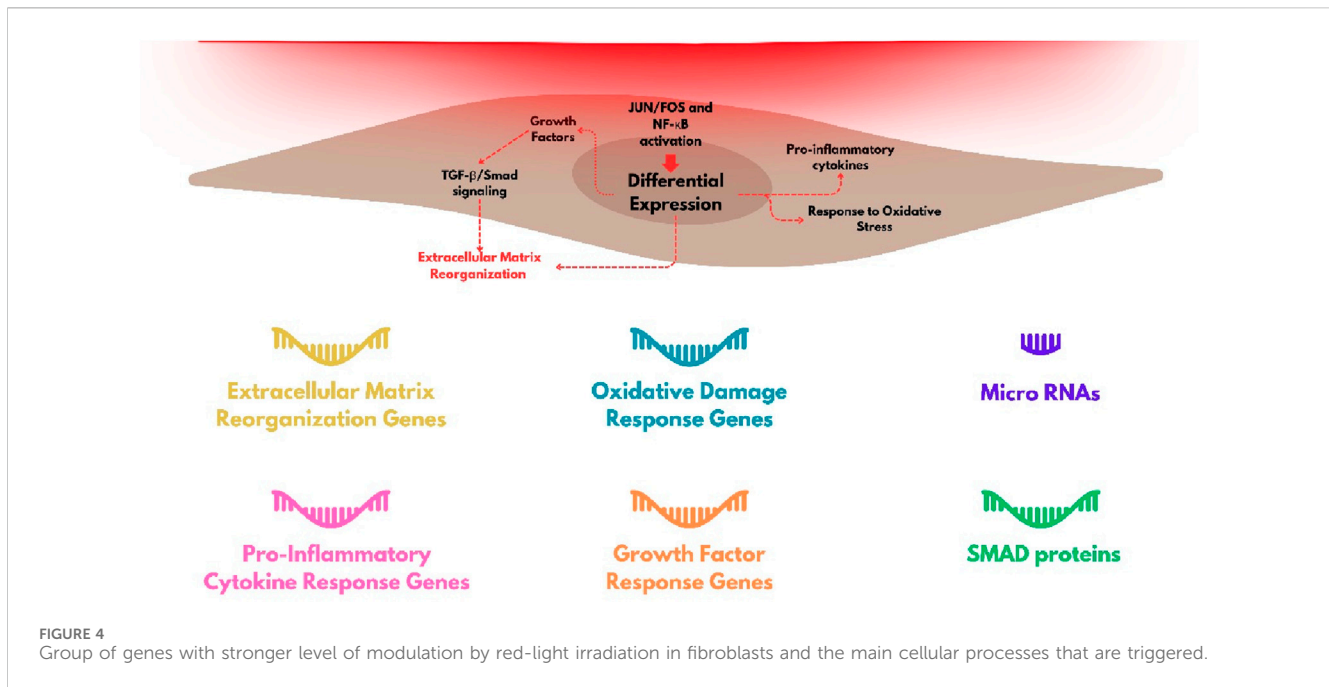 JUN/FOS and
NF-κB
activation
Growth
Factors
Pro-inflammatory
cytokines
TGF-β/Smad
signaling
Differential
Expression
Response to Oxidative
Stress
Extracellular Matrix
Reorganization
Extracellular Matrix
Reorganization Genes
Oxidative Damage
Response Genes
Micro RNAs
Pro-Inflammatory
Cytokine Response Genes
Growth Factor
Response Genes
SMAD proteins
FIGURE 4
Group of genes with stronger level of modulation by red-light irradiation in fibroblasts and the main cellular processes that are triggered.